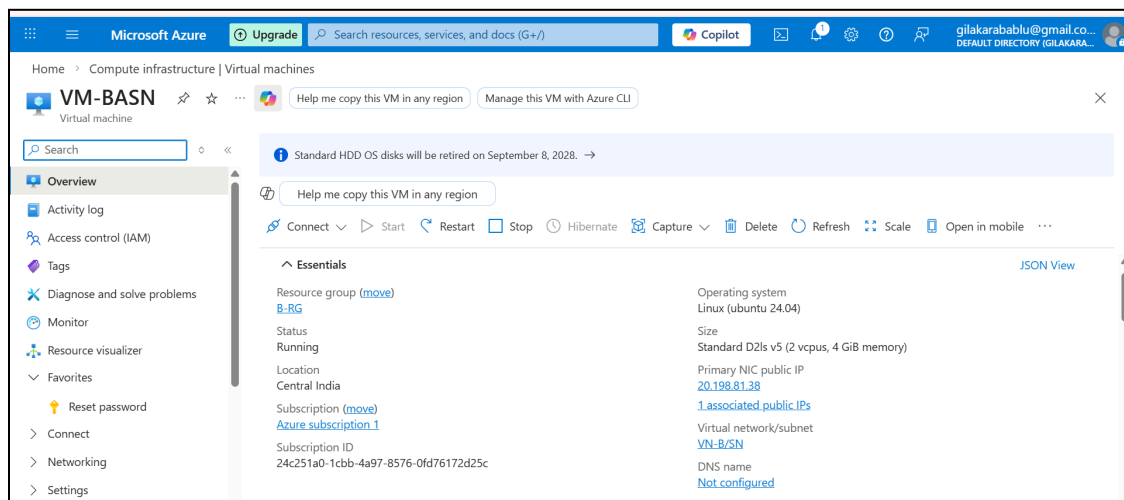 Microsoft Azure
Upgrade
Search resources, services, and docs (G+/)
Copilot
1
gilakarababu@gmail.co...
DEFAULT DIRECTORY (GILAKARA...
Home > Compute infrastructure | Virtual machines
VM-BASN
Virtual machine
Help me copy this VM in any region
Manage this VM with Azure CLI
Search
Overview
Activity log
Access control (IAM)
Tags
Diagnose and solve problems
Monitor
Resource visualizer
Favorites
Reset password
Connect
Networking
Settings
Standard HDD OS disks will be retired on September 8, 2028. →
Help me copy this VM in any region
Connect Start Restart Stop Hibernate Capture Delete Refresh Scale Open in mobile ...
Essentials
JSON View
Resource group (move)
B-RG
Status
Running
Location
Central India
Subscription (move)
Azure subscription 1
Subscription ID
24c251a0-1cbb-4a97-8576-0fd76172d25c
Operating system
Linux (ubuntu 24.04)
Size
Standard D2ls v5 (2 vcpus, 4 GiB memory)
Primary NIC public IP
20.198.81.38
1 associated public IPs
Virtual network/subnet
VN-B/SN
DNS name
Not configured